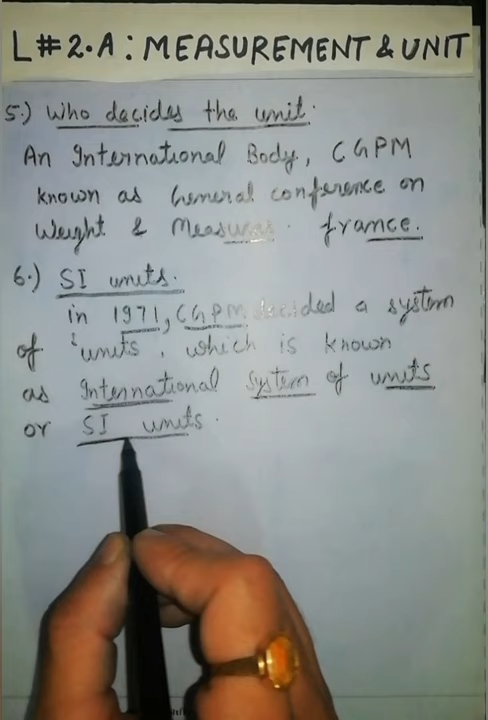 L#2.A: MEASUREMENT & UNIT
5.) Who decides the unit.
An International Body, CGPM
known as General conference on
Weight & Measures. france.
6.) SI units.
in 1971, CGPM decided a system
of units, which is known
as International System of units
or SI units.